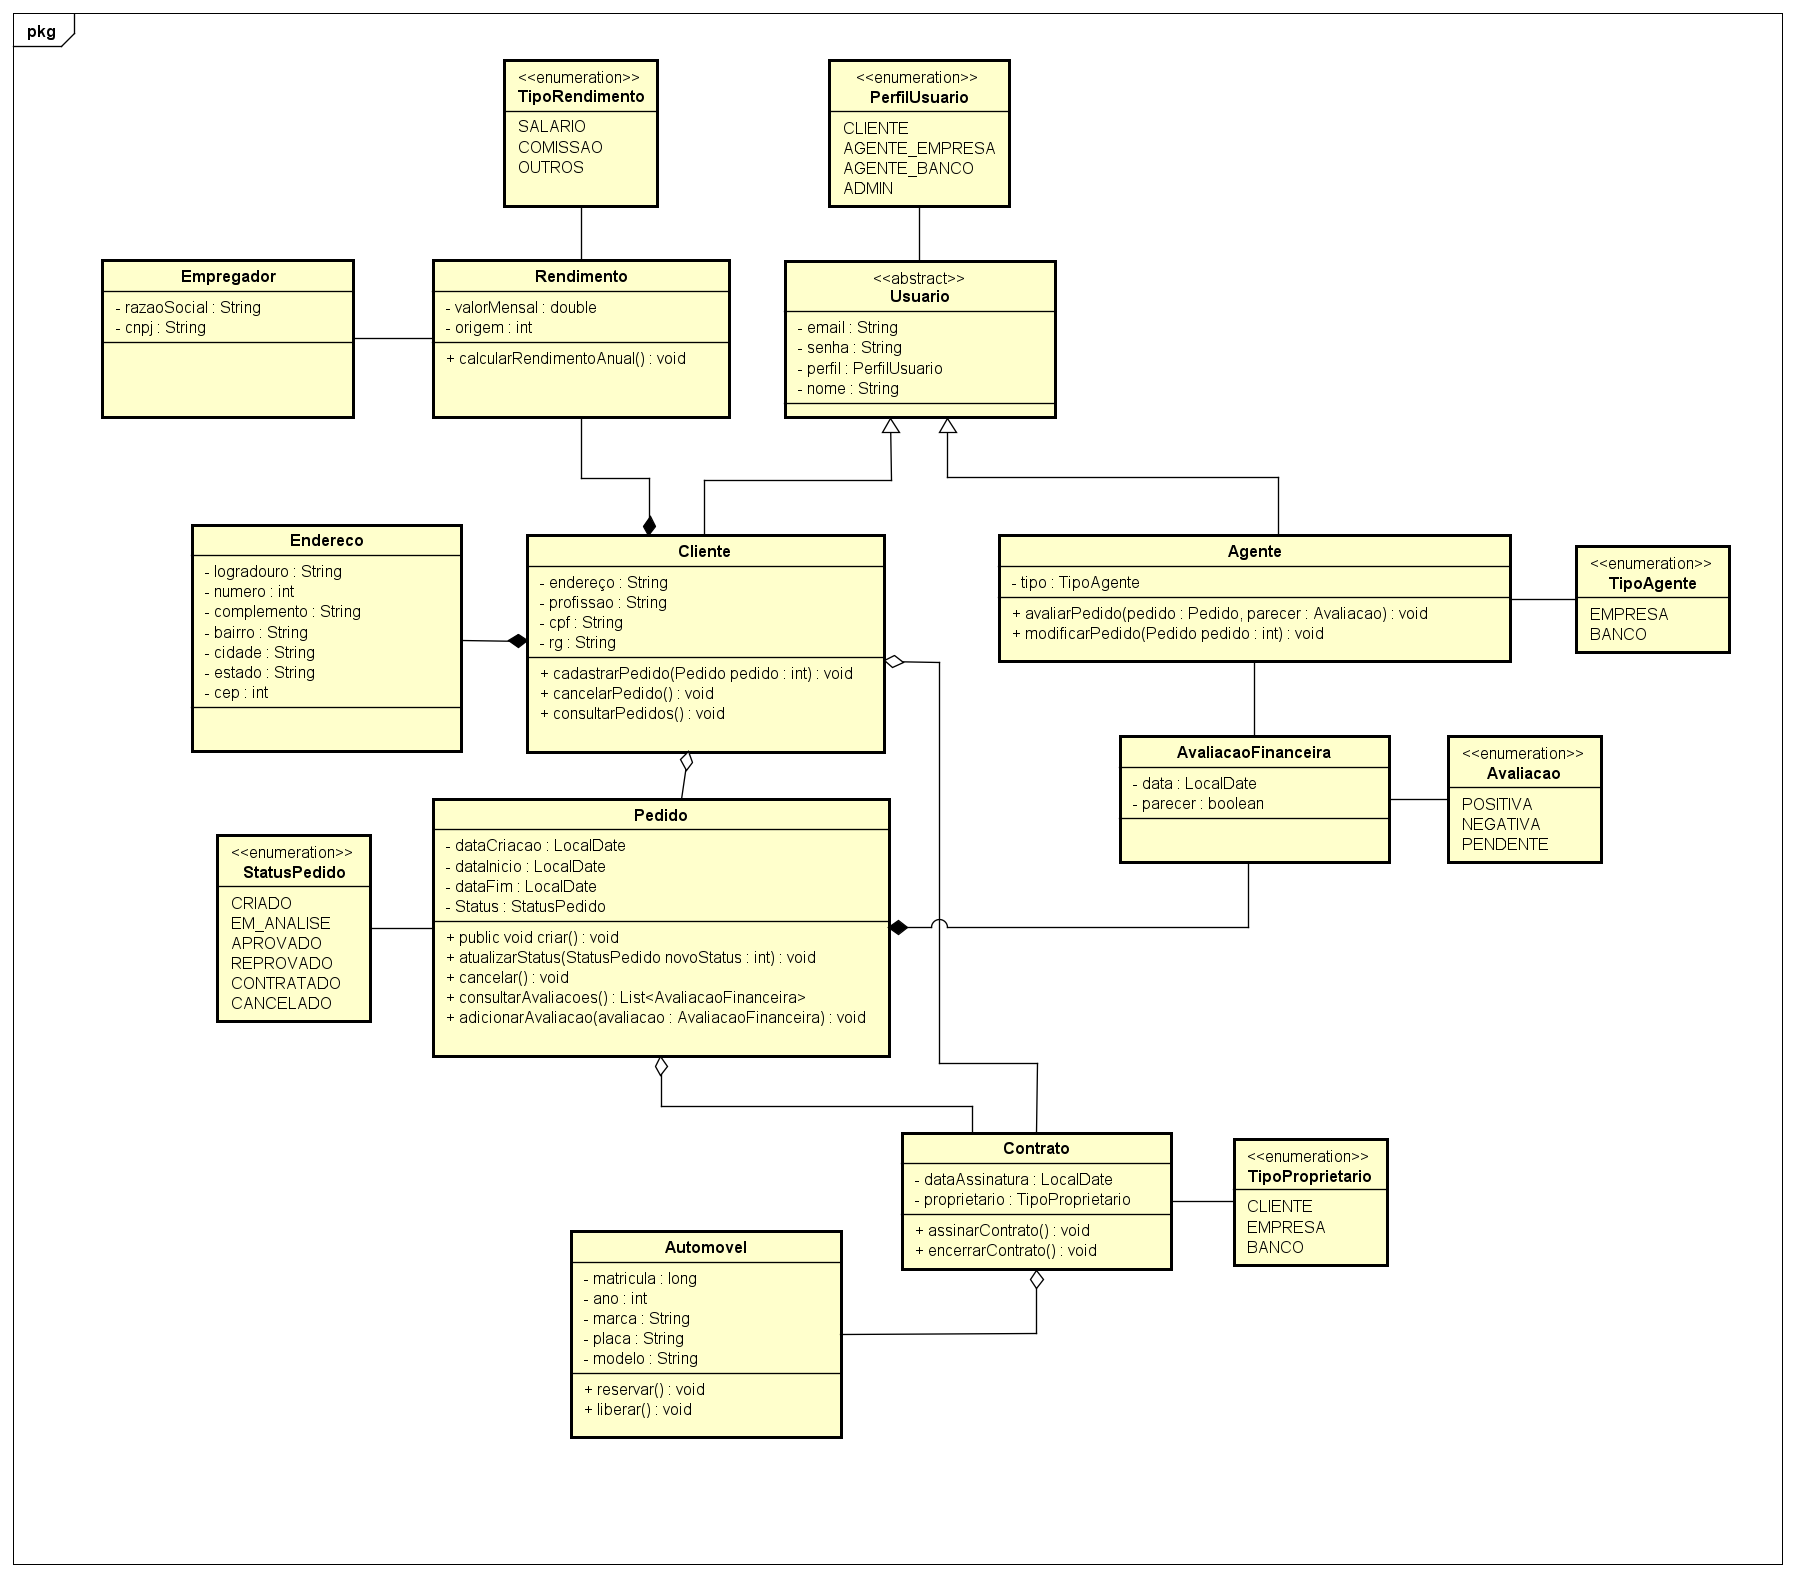 pkg
<<enumeration>>
TipoRendimento
SALARIO
COMISSAO
OUTROS
<<enumeration>>
PerfilUsuario
CLIENTE
AGENTE_EMPRESA
AGENTE_BANCO
ADMIN
Empregador
- razaoSocial : String
- cnpj : String
Rendimento
- valorMensal : double
- origem : int
+ calcularRendimentoAnual() : void
<<abstract>>
Usuario
- email : String
- senha : String
- perfil : PerfilUsuario
- nome : String
Endereco
- logradouro : String
- numero : int
- complemento : String
- bairro : String
- cidade : String
- estado : String
- cep : int
Cliente
- endereço : String
- profissao : String
- cpf : String
- rg : String
+ cadastrarPedido(Pedido pedido : int) : void
+ cancelarPedido() : void
+ consultarPedidos() : void
Agente
- tipo : TipoAgente
+ avaliarPedido(pedido : Pedido, parecer : Avaliacao) : void
+ modificarPedido(Pedido pedido : int) : void
<<enumeration>>
TipoAgente
EMPRESA
BANCO
AvaliacaoFinanceira
- data : LocalDate
- parecer : boolean
<<enumeration>>
Avaliacao
POSITIVA
NEGATIVA
PENDENTE
<<enumeration>>
StatusPedido
CRIADO
EM_ANALISE
APROVADO
REPROVADO
CONTRATADO
CANCELADO
Pedido
- dataCriacao : LocalDate
- dataInicio : LocalDate
- dataFim : LocalDate
- Status : StatusPedido
+ public void criar() : void
+ atualizarStatus(StatusPedido novoStatus : int) : void
+ cancelar() : void
+ consultarAvaliacoes() : List<AvaliacaoFinanceira>
+ adicionarAvaliacao(avaliacao : AvaliacaoFinanceira) : void
Contrato
- dataAssinatura : LocalDate
- proprietario : TipoProprietario
+ assinarContrato() : void
+ encerrarContrato() : void
<<enumeration>>
TipoProprietario
CLIENTE
EMPRESA
BANCO
Automovel
- matricula : long
- ano : int
- marca : String
- placa : String
- modelo : String
+ reservar() : void
+ liberar() : void